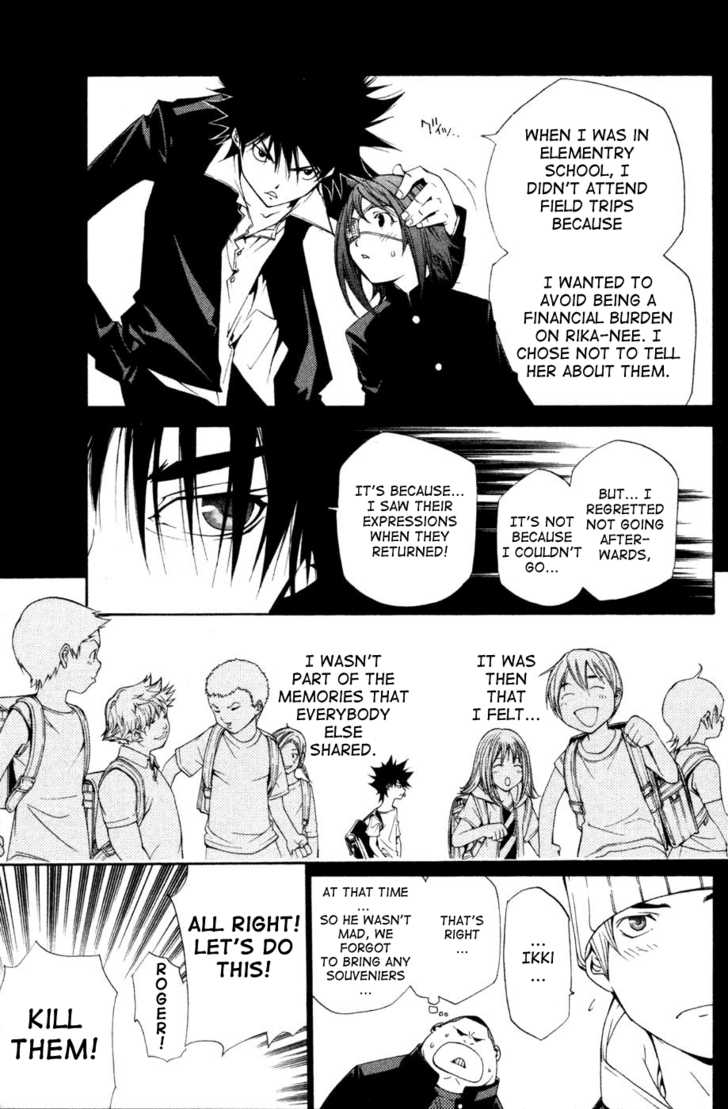 グイッ..
WHEN I WAS IN
ELEMENTRY
SCHOOL, I
DIDN'T ATTEND
FIELD TRIPS
BECAUSE
I WANTED TO
AVOID BEING A
FINANCIAL BURDEN
ON RIKA-NEE. I
CHOSE NOT TO TELL
HER ABOUT THEM.
BUT... I
REGRETTED
NOT GOING
AFTER-
WARDS,
IT'S NOT
BECAUSE
I COULDN'T
GO...
IT'S BECAUSE...
I SAW THEIR
EXPRESSIONS
WHEN THEY
RETURNED!
IT WAS
THEN
THAT
I FELT...
I WASN'T
PART OF THE
MEMORIES THAT
EVERYBODY
ELSE
SHARED.
...
IKKI
...
THAT'S
RIGHT
...
AT THAT TIME
...
SO HE WASN'T
MAD, WE
FORGOT
TO BRING ANY
SOUVENIERS
...
ALL RIGHT!
LET'S DO
THIS!
ROGER!
KILL
THEM!